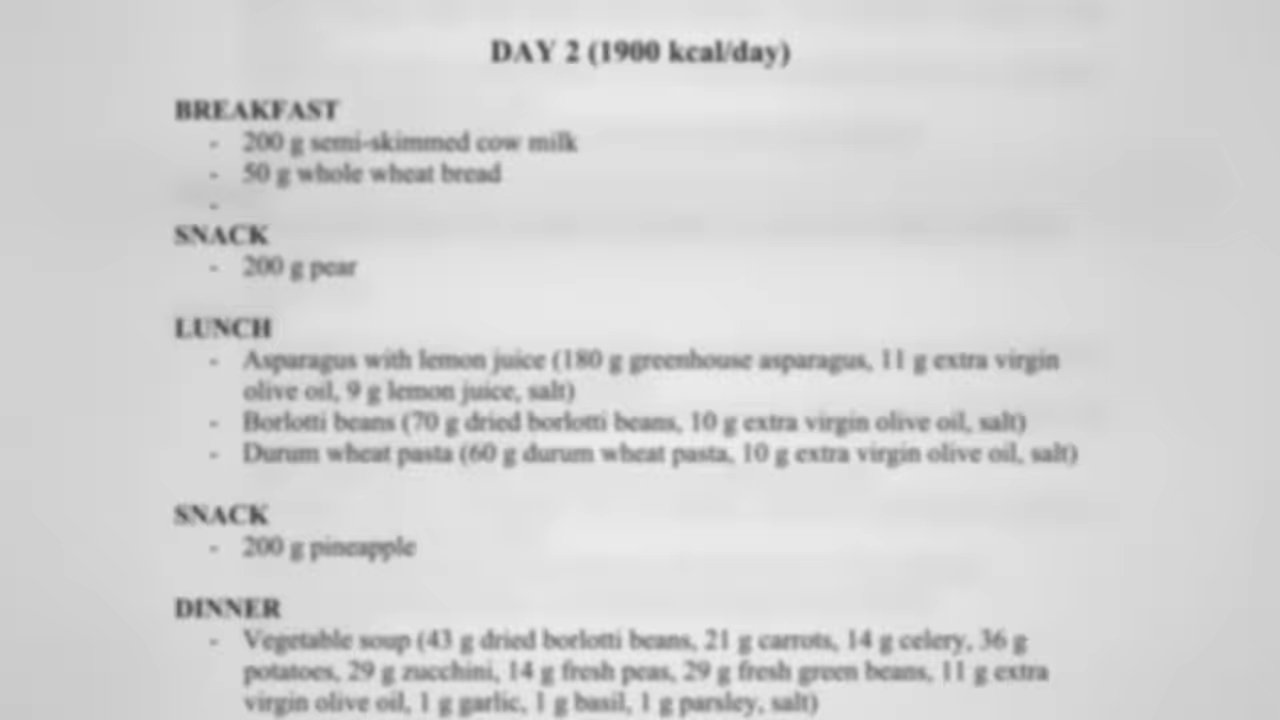 DAY 2 (1900 kcal/day)
BREAKFAST
- 200 g semi-skimmed cow milk
- 50 g whole wheat bread
-
SNACK
- 200 g pear
LUNCH
- Asparagus with lemon juice (180 g greenhouse asparagus, 11 g extra virgin
olive oil, 9 g lemon juice, salt)
- Borlotti beans (70 g dried borlotti beans, 10 g extra virgin olive oil, salt)
- Durum wheat pasta (60 g durum wheat pasta, 10 g extra virgin olive oil, salt)
SNACK
- 200 g pineapple
DINNER
- Vegetable soup (43 g dried borlotti beans, 21 g carrots, 14 g celery, 36 g
potatoes, 29 g zucchini, 14 g fresh peas, 29 g fresh green beans, 11 g extra
virgin olive oil, 1 g garlic, 1 g basil, 1 g parsley, salt)